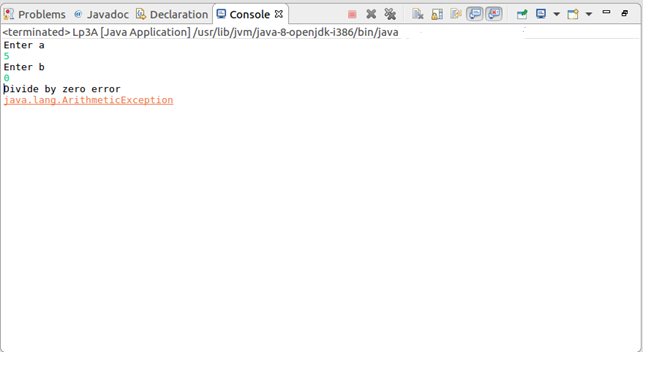 Problems @ Javadoc Declaration Console
<terminated> Lp3A [Java Application] /usr/lib/jvm/java-8-openjdk-i386/bin/java
Enter a
5
Enter b
0
Divide by zero error
java.lang.ArithmeticException